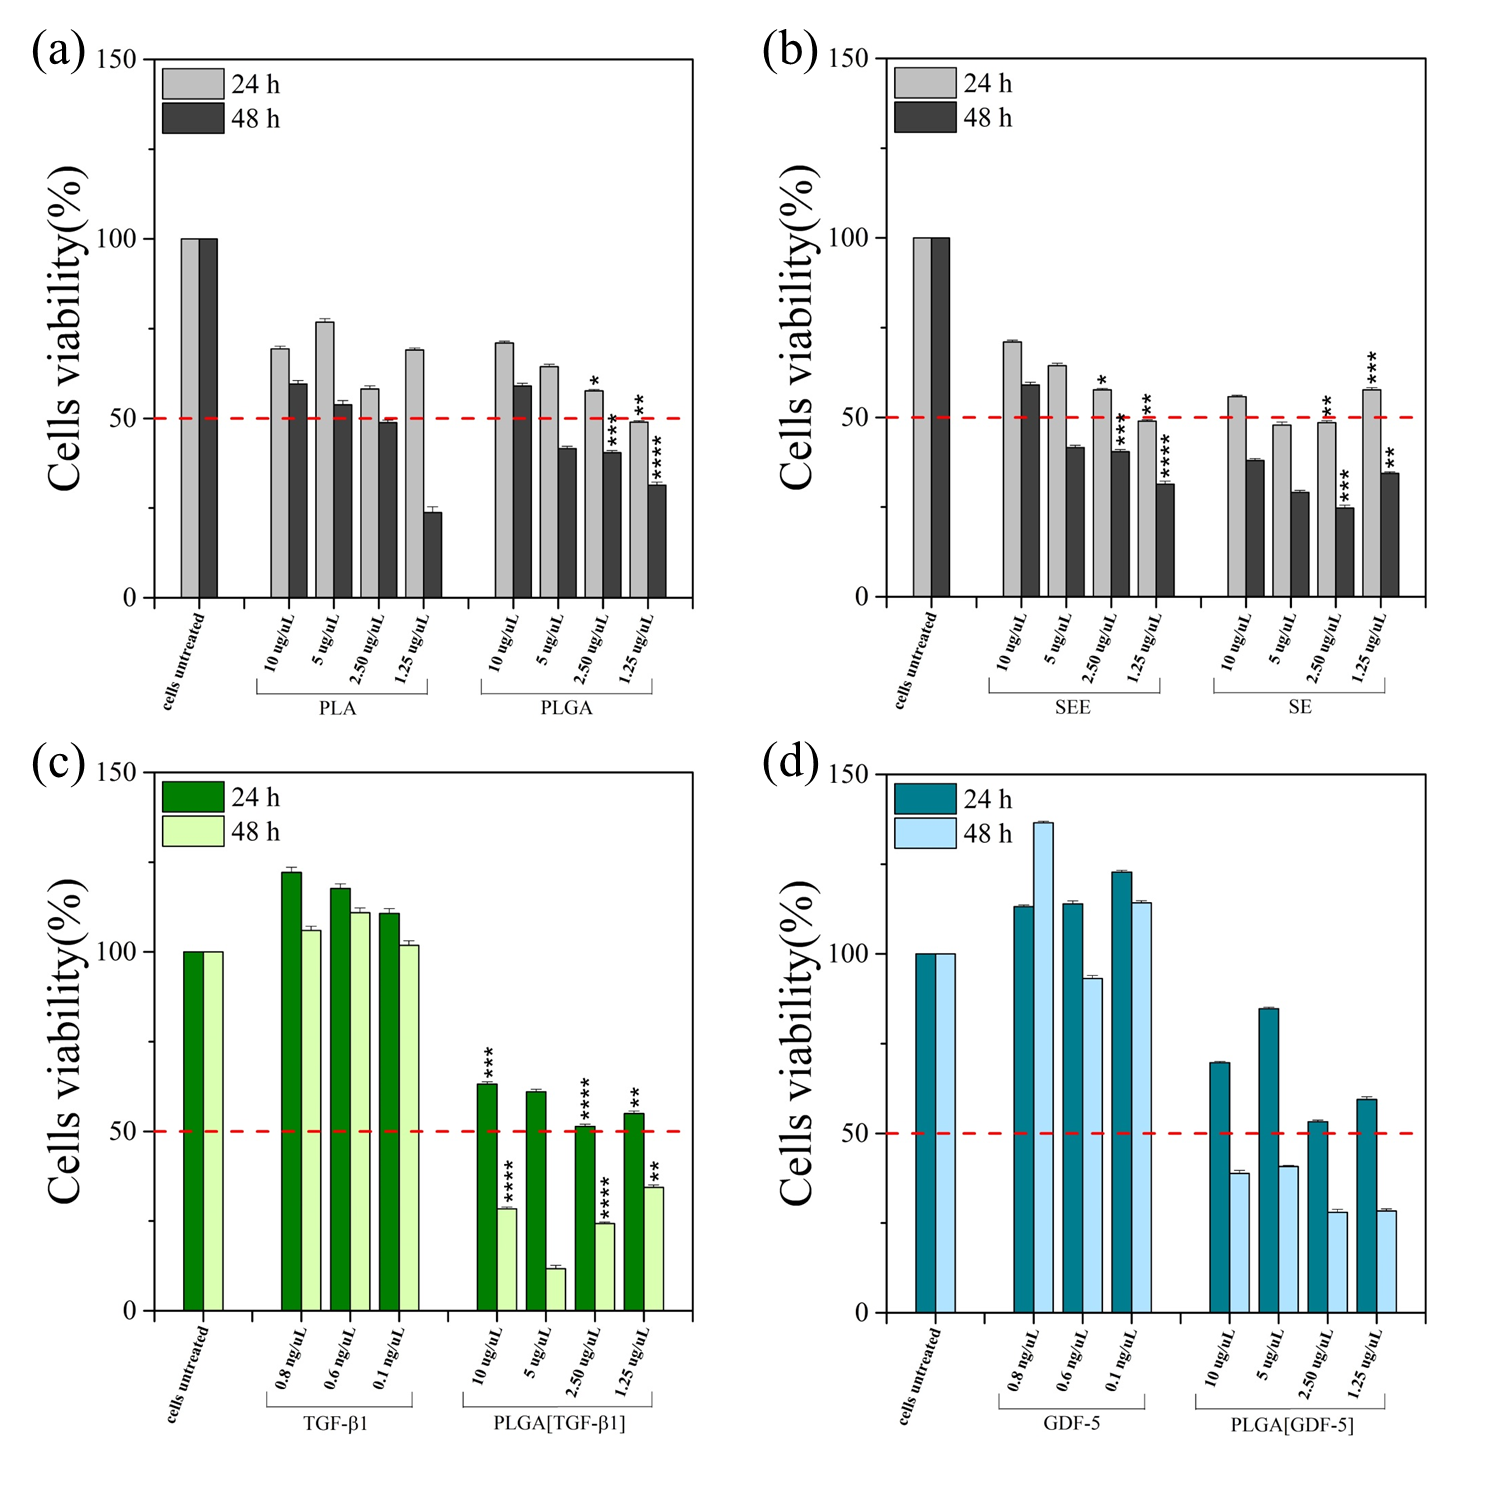 (a)
150
24 h
48 h
100
50
0
Cells viability(%)
*
***
**
****
cells untreated
10 ug/uL
5 ug/uL
2.50 ug/uL
1.25 ug/uL
10 ug/uL
5 ug/uL
2.50 ug/uL
1.25 ug/uL
PLA
PLGA
(b)
150
24 h
48 h
100
50
0
Cells viability(%)
*
***
**
****
**
***
***
**
cells untreated
10 ug/uL
5 ug/uL
2.50 ug/uL
1.25 ug/uL
10 ug/uL
5 ug/uL
2.50 ug/uL
1.25 ug/uL
SEE
SE
(c)
150
24 h
48 h
100
50
0
Cells viability(%)
***
****
****
****
**
**
cells untreated
0.8 ng/uL
0.6 ng/uL
0.1 ng/uL
10 ug/uL
5 ug/uL
2.50 ug/uL
1.25 ug/uL
TGF-β1
PLGA[TGF-β1]
(d)
150
24 h
48 h
100
50
0
Cells viability(%)
cells untreated
0.8 ng/uL
0.6 ng/uL
0.1 ng/uL
10 ug/uL
5 ug/uL
2.50 ug/uL
1.25 ug/uL
GDF-5
PLGA[GDF-5]